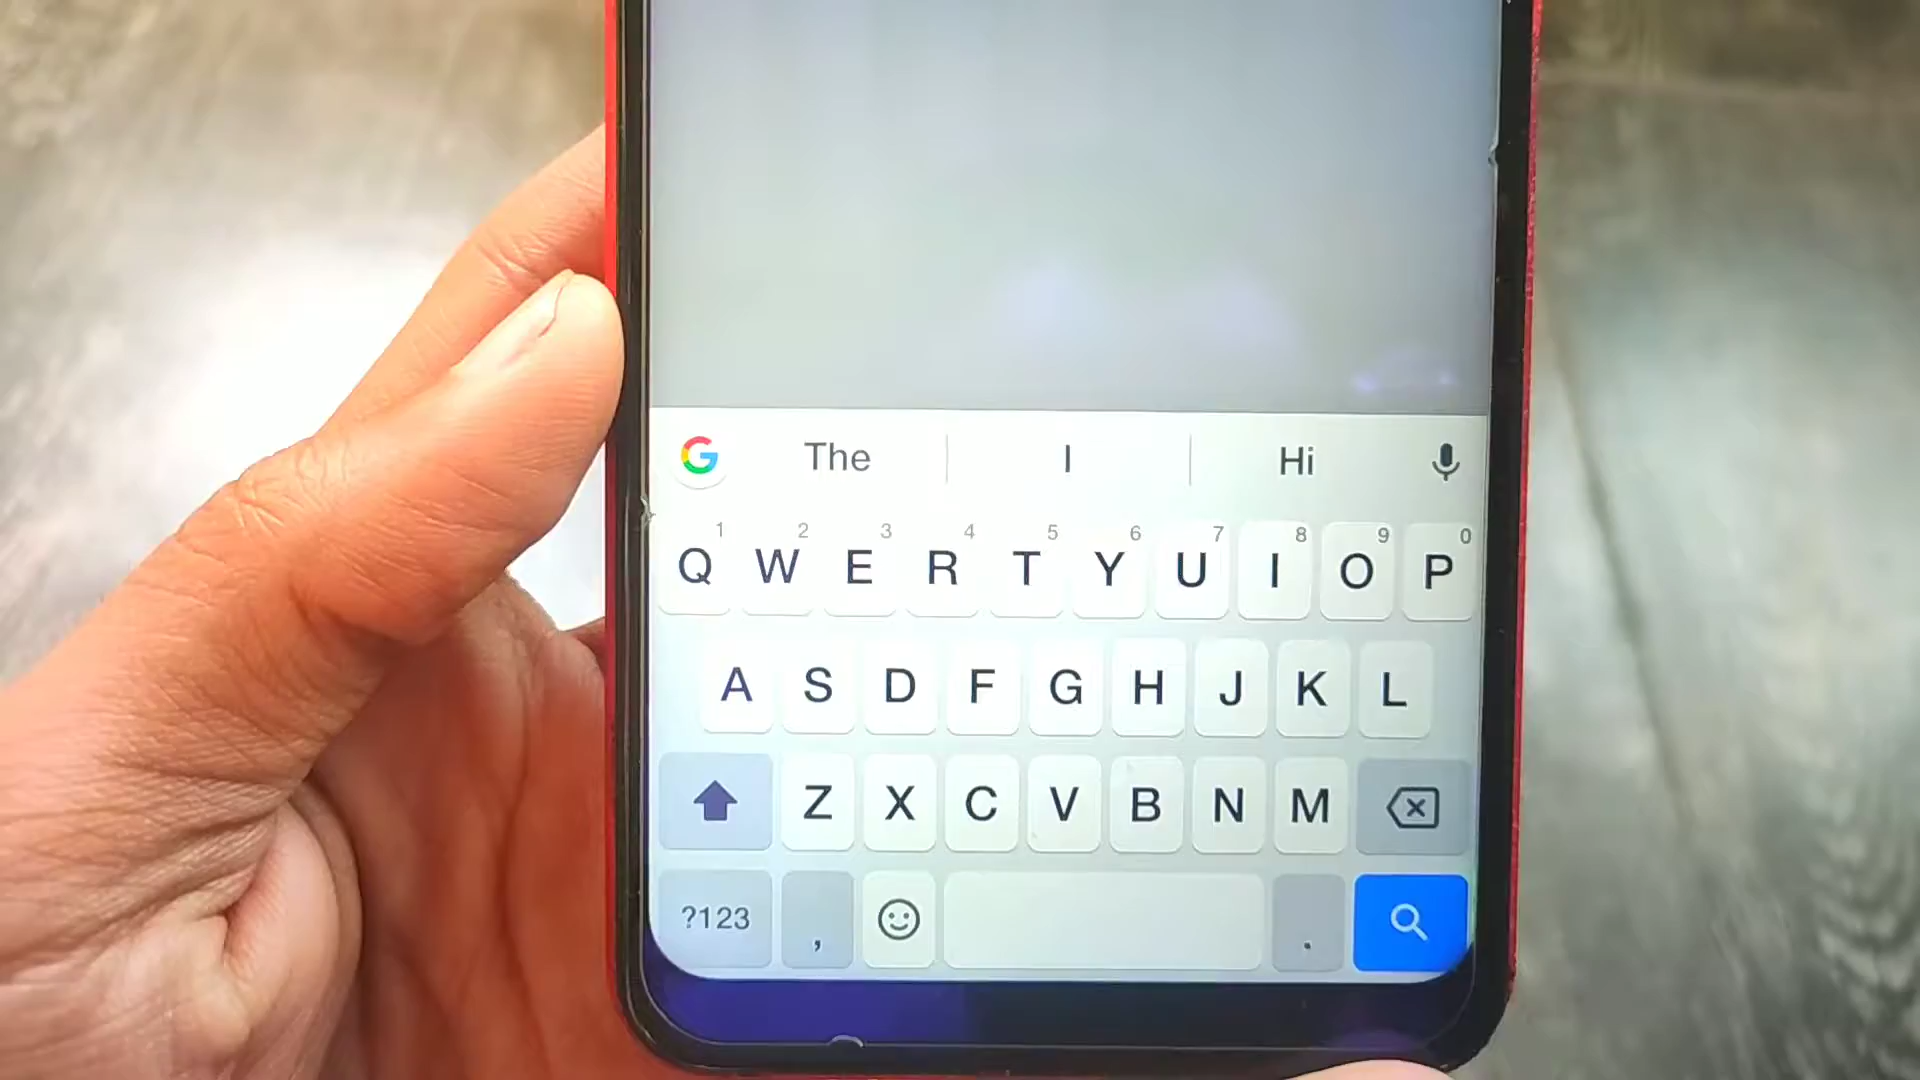 G The I Hi
1 2 3 4 5 6 7 8 9 0
Q W E R T Y U I O P
A S D F G H J K L
Z X C V B N M
?123 , .